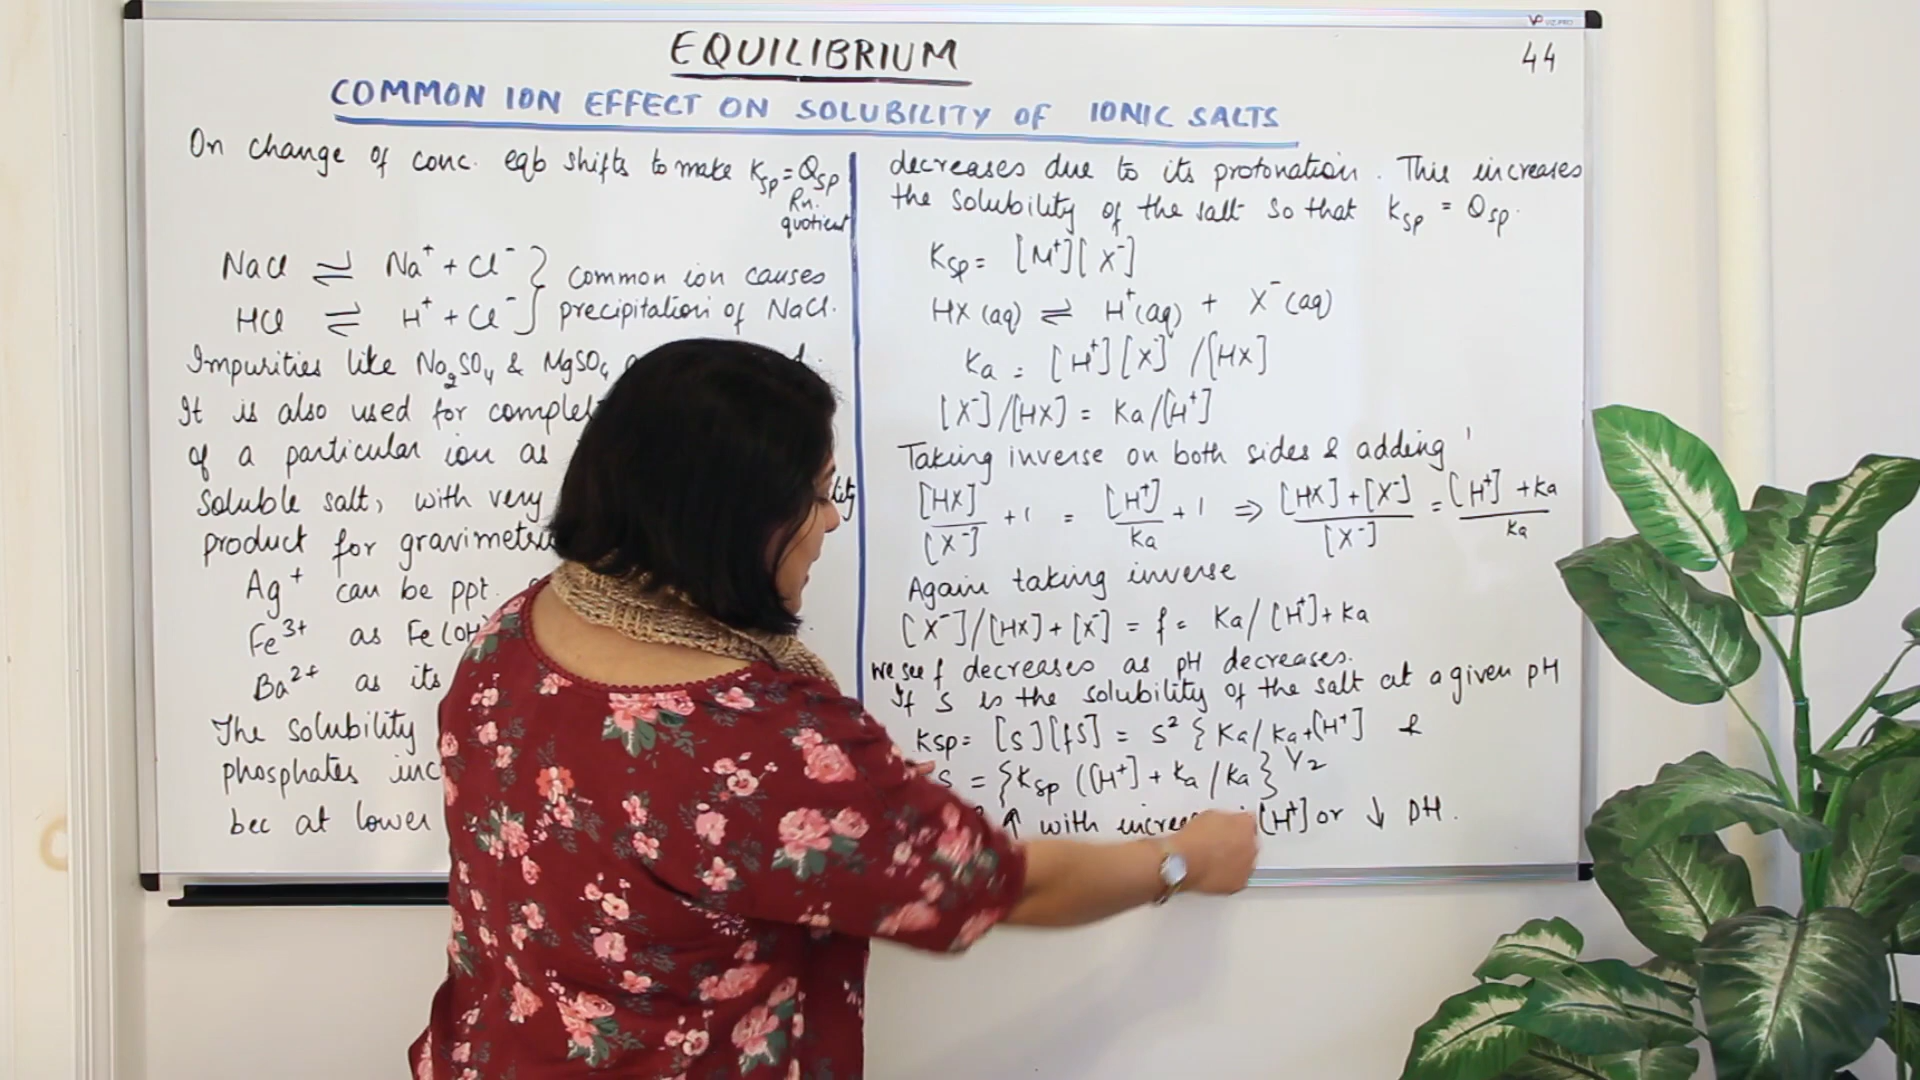 EQUILIBRIUM
44
COMMON ION EFFECT ON SOLUBILITY OF IONIC SALTS
On change of conc. eqb shifts to make Ksp = Qsp
Rn.
quotient
NaCl ⇌ Na⁺ + Cl⁻ } Common ion causes
HCl ⇌ H⁺ + Cl⁻ } precipitation of NaCl.
Impurities like Na₂SO₄ & MgSO₄
It is also used for complet
of a particular ion as
soluble salt, with very
product for gravimetri
Ag⁺ can be ppt.
Fe³⁺ as Fe(OH)
Ba²⁺ as its
The solubility
phosphates inc
bec at lower
decreases due to its protonation. This increases
the solubility of the salt so that Ksp = Qsp.
Ksp = [M⁺][X⁻]
HX (aq) ⇌ H⁺(aq) + X⁻(aq)
Ka = [H⁺][X⁻]/[HX]
[X⁻]/[HX] = Ka/[H⁺]
Taking inverse on both sides & adding 1
[HX]/[X⁻] + 1 = [H⁺]/Ka + 1 ⇒ [HX]+[X⁻]/[X⁻] = [H⁺]+Ka/Ka
Again taking inverse
[X⁻]/[HX]+[X⁻] = f = Ka/[H⁺]+Ka
we see f decreases as pH decreases.
If S is the solubility of the salt at a given pH
Ksp = [S][fS] = S² { Ka/Ka+[H⁺] &
S = {Ksp ([H⁺] + Ka/Ka}^1/2
↑ with increas [H⁺] or ↓ pH.